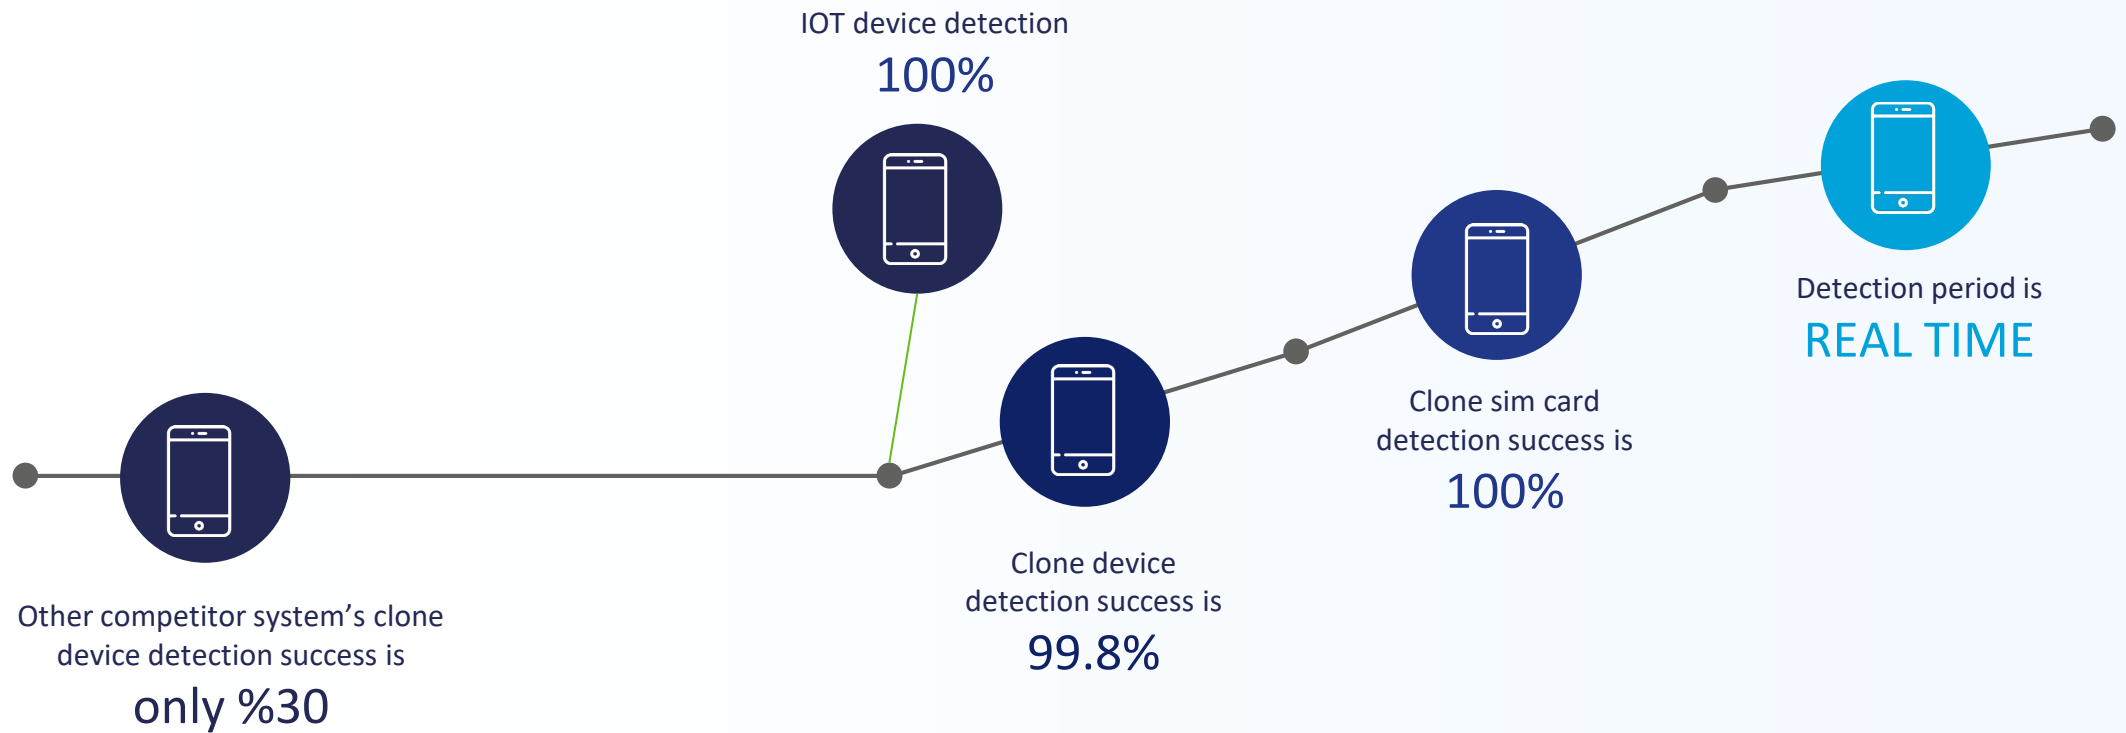 IOT device detection
100%
Other competitor system’s clone
device detection success is
only %30
Clone device
detection success is
99.8%
Clone sim card
detection success is
100%
Detection period is
REAL TIME